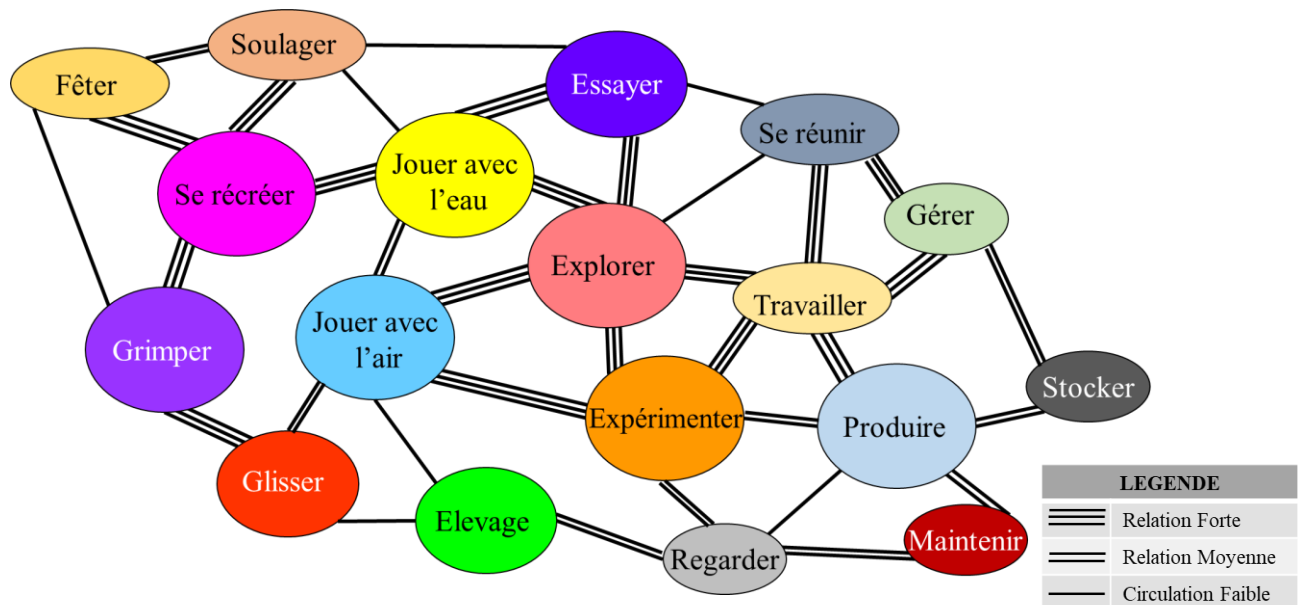 Soulager
Fêter
Essayer
Se réunir
Jouer avec
l’eau
Se récréer
Gérer
Explorer
Travailler
Jouer avec
l’air
Grimper
Stocker
Expérimenter
Produire
Glisser
Elevage
Regarder
Maintenir
LEGENDE
Relation Forte
Relation Moyenne
Circulation Faible